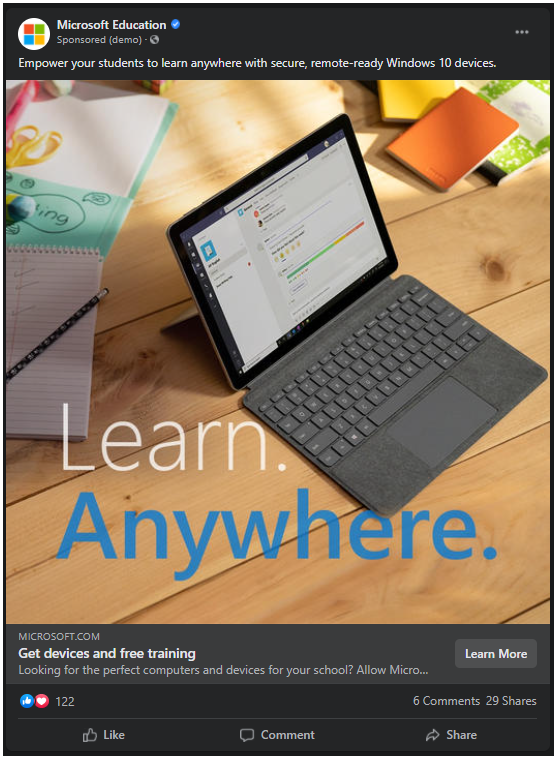 Microsoft Education
Sponsored (demo) ·
Empower your students to learn anywhere with secure, remote-ready Windows 10 devices.
ing
Learn.
Anywhere.
MICROSOFT.COM
Get devices and free training
Learn More
Looking for the perfect computers and devices for your school? Allow Micro...
122
6 Comments 29 Shares
Like
Comment
Share